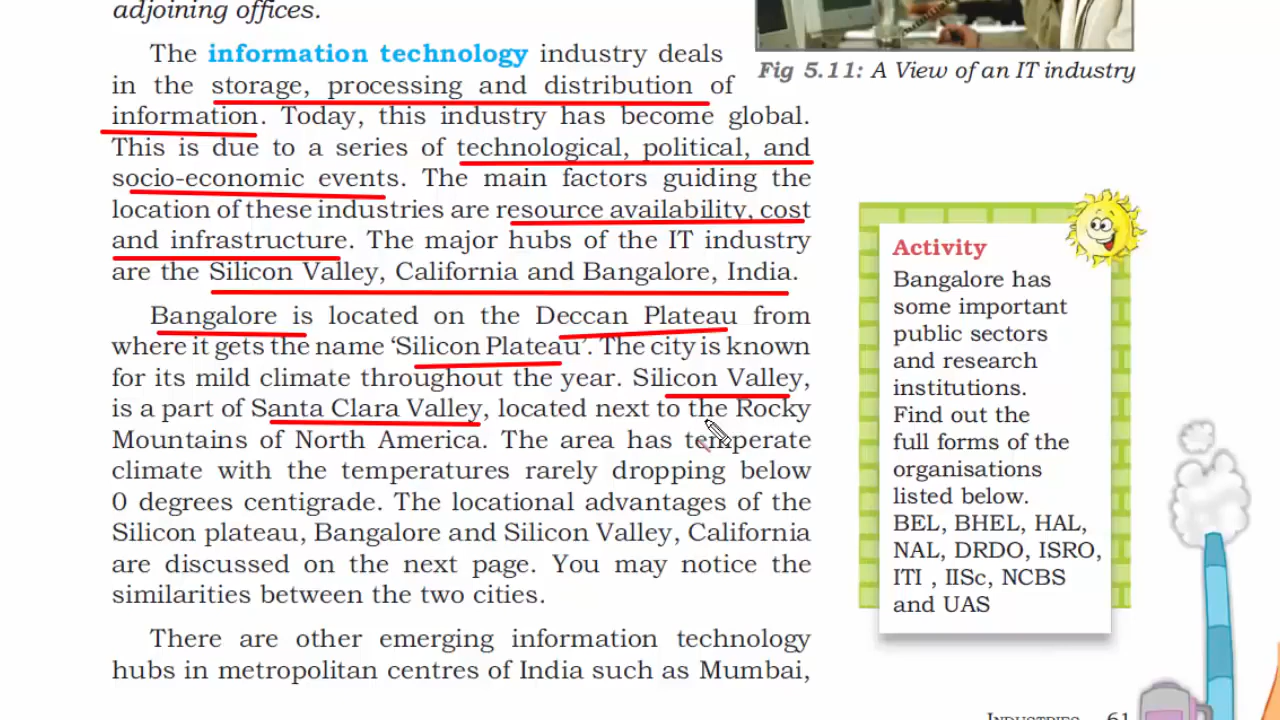 adjoining offices.
The information technology industry deals
in the storage, processing and distribution of
information. Today, this industry has become global.
This is due to a series of technological, political, and
socio-economic events. The main factors guiding the
location of these industries are resource availability, cost
and infrastructure. The major hubs of the IT industry
are the Silicon Valley, California and Bangalore, India.
Bangalore is located on the Deccan Plateau from
where it gets the name ‘Silicon Plateau’. The city is known
for its mild climate throughout the year. Silicon Valley,
is a part of Santa Clara Valley, located next to the Rocky
Mountains of North America. The area has temperate
climate with the temperatures rarely dropping below
0 degrees centigrade. The locational advantages of the
Silicon plateau, Bangalore and Silicon Valley, California
are discussed on the next page. You may notice the
similarities between the two cities.
There are other emerging information technology
hubs in metropolitan centres of India such as Mumbai,
Fig 5.11: A View of an IT industry
Activity
Bangalore has
some important
public sectors
and research
institutions.
Find out the
full forms of the
organisations
listed below.
BEL, BHEL, HAL,
NAL, DRDO, ISRO,
ITI , IISc, NCBS
and UAS
Industries 61